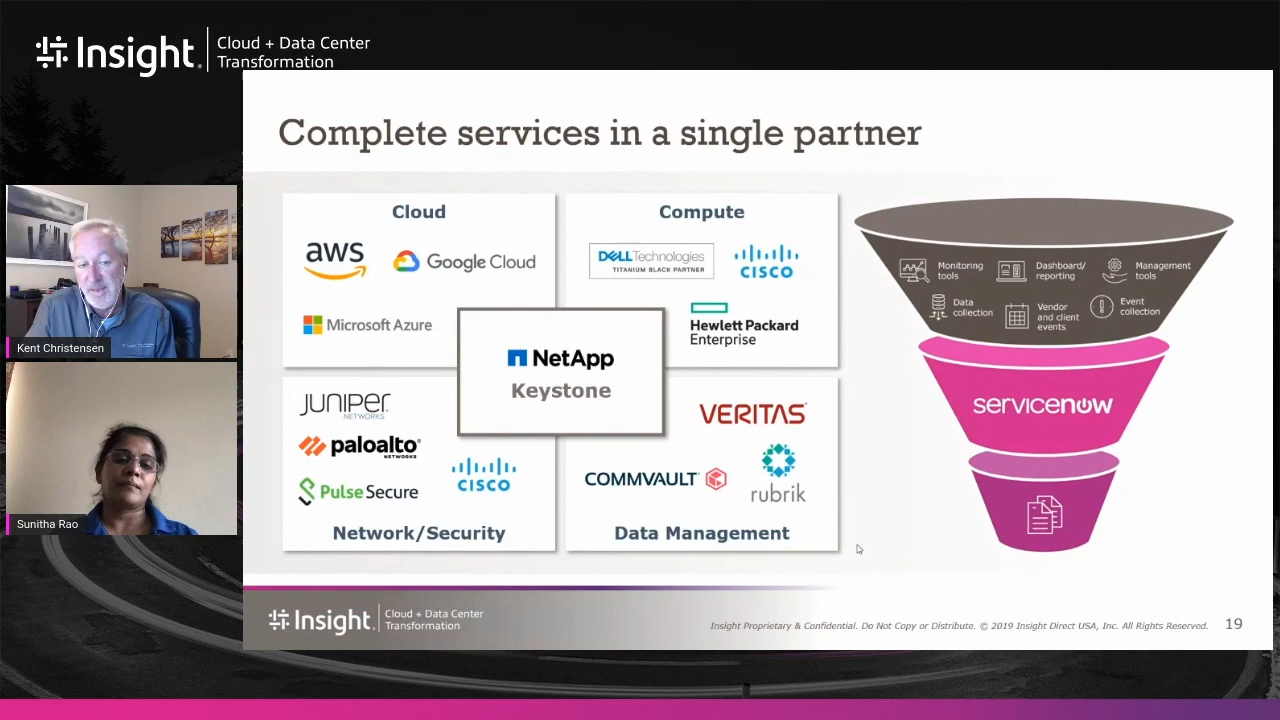 Insight.
Cloud + Data Center
Transformation
Complete services in a single partner
Cloud
aws
Google Cloud
Microsoft Azure
Compute
DELL Technologies
TITANIUM BLACK PARTNER
CISCO
Hewlett Packard
Enterprise
NetApp
Keystone
JUNIPER
NETWORKS
paloalto
NETWORKS
Pulse Secure
CISCO
Network/Security
VERITAS
COMMVAULT
rubrik
Data Management
Monitoring
tools
Dashboard/
reporting
Management
tools
Data
collection
Vendor
and client
events
Event
collection
servicenow
Kent Christensen
Sunitha Rao
Insight.
Cloud + Data Center
Transformation
Insight Proprietary & Confidential. Do Not Copy or Distribute. © 2019 Insight Direct USA, Inc. All Rights Reserved.
19